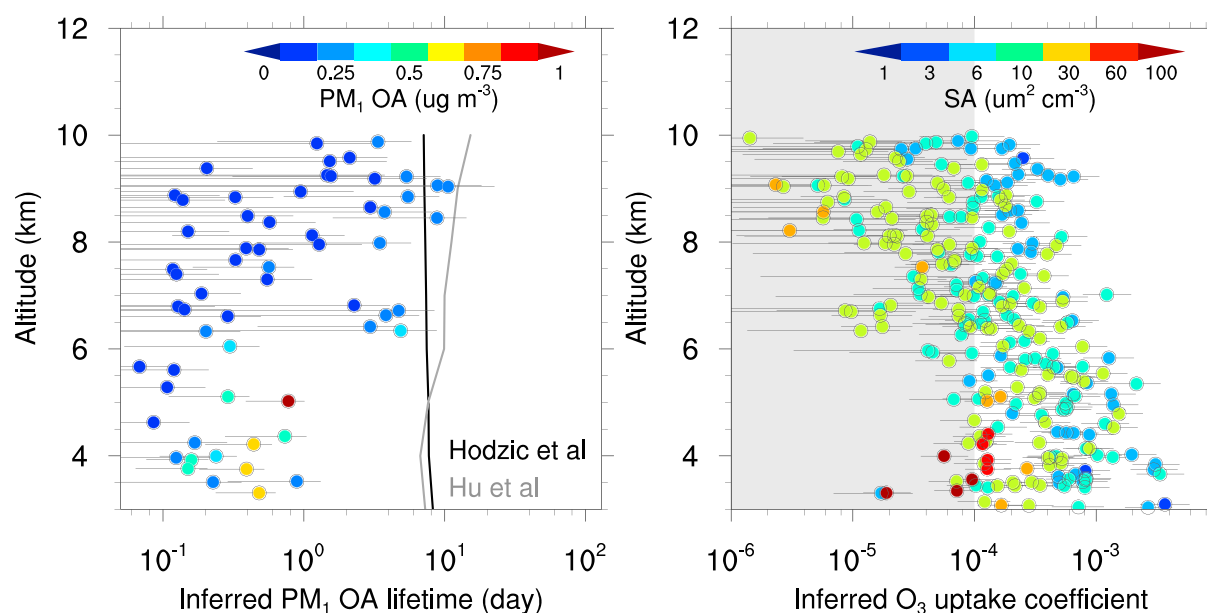 12
10
8
6
4
Altitude (km)
0 0.25 0.5 0.75 1
PM₁ OA (ug m⁻³)
Hodzic et al
Hu et al
10⁻¹ 10⁰ 10¹ 10²
Inferred PM₁ OA lifetime (day)
12
10
8
6
4
Altitude (km)
1 3 6 10 30 60 100
SA (um² cm⁻³)
10⁻⁶ 10⁻⁵ 10⁻⁴ 10⁻³
Inferred O₃ uptake coefficient